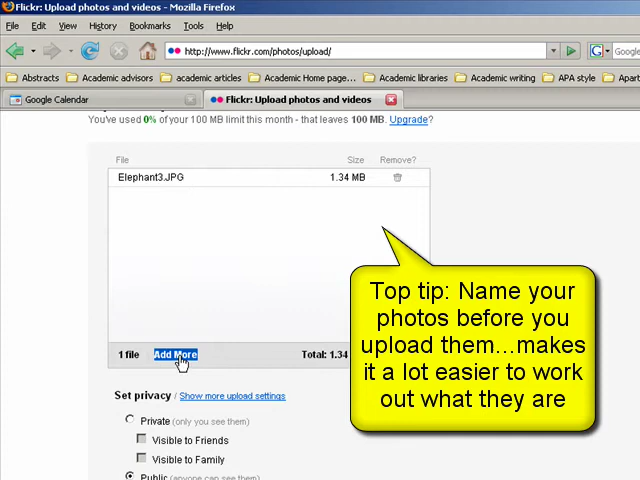 Flickr: Upload photos and videos - Mozilla Firefox
File Edit View History Bookmarks Tools Help
http://www.flickr.com/photos/upload/
G
Abstracts Academic advisors academic articles Academic Home page... Academic libraries Academic writing APA style Apart
Google Calendar Flickr: Upload photos and videos
You've used 0% of your 100 MB limit this month - that leaves 100 MB. Upgrade?
File Size Remove?
Elephant3.JPG 1.34 MB
Top tip: Name your
photos before you
upload them...makes
it a lot easier to work
out what they are
1 file Add More Total: 1.34
Set privacy / Show more upload settings
Private (only you see them)
Visible to Friends
Visible to Family
Public (anyone can see them)